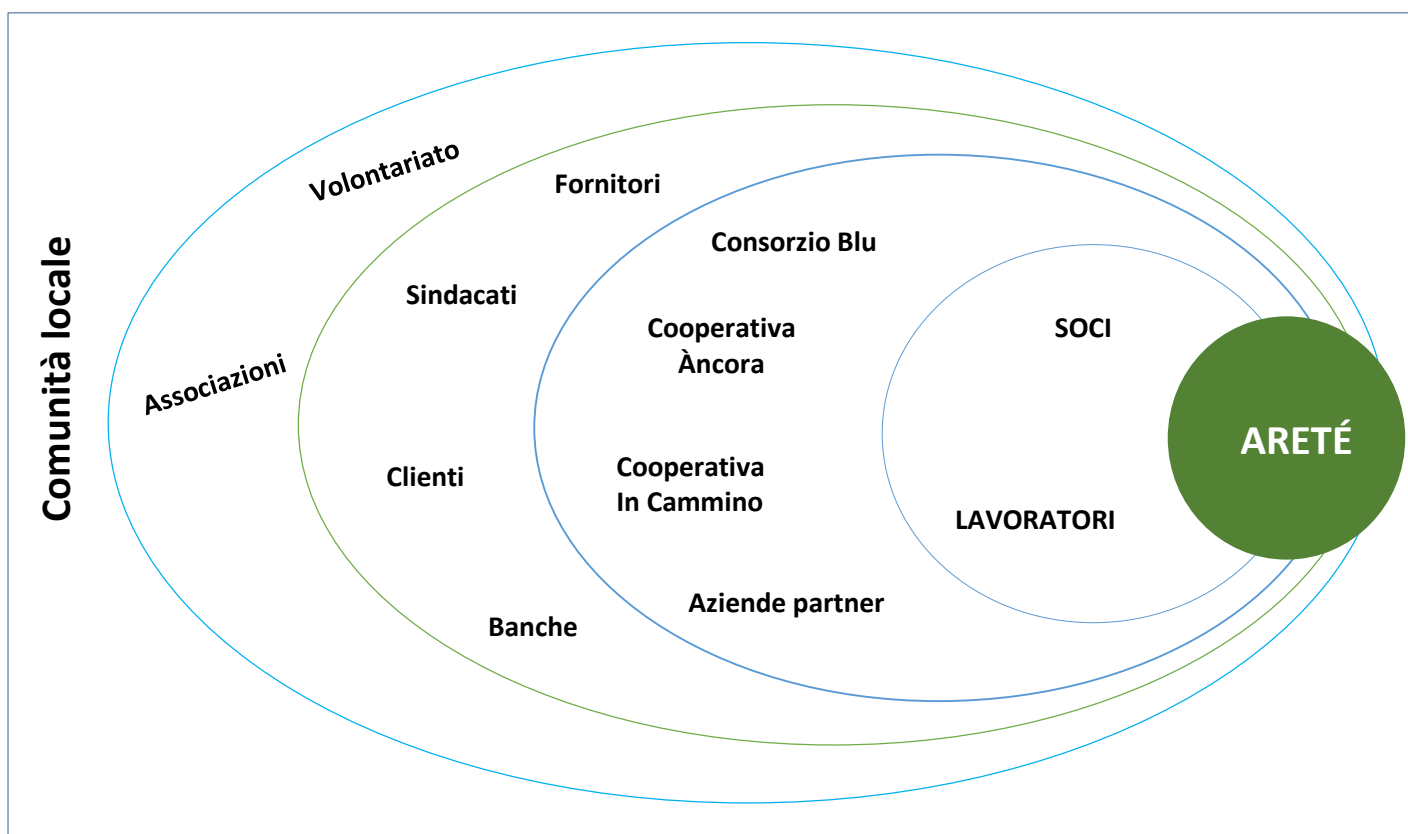 Comunità locale
Volontariato
Associazioni
Fornitori
Sindacati
Clienti
Banche
Consorzio Blu
Cooperativa
Àncora
Cooperativa
In Cammino
Aziende partner
SOCI
LAVORATORI
ARETÉ